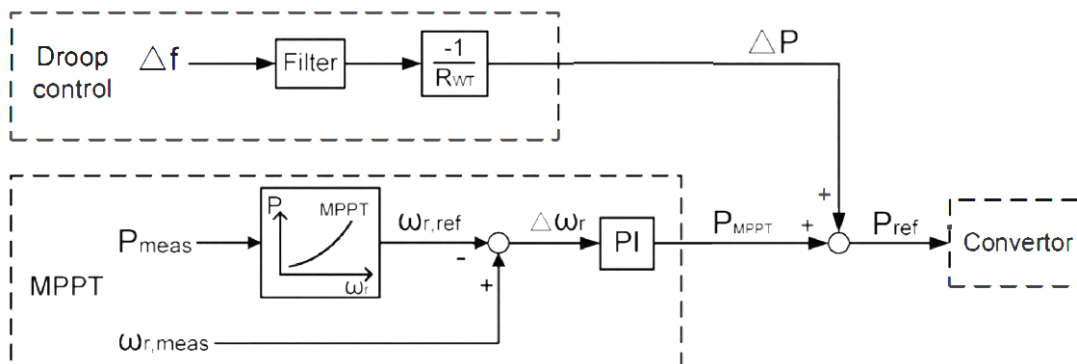 Droop
control
△f
Filter
-1
RWT
△P
MPPT
Pmeas
P
MPPT
ωr
ωr,ref
-
+
ωr,meas
△ωr
PI
PMPPT
+
+
Pref
Convertor